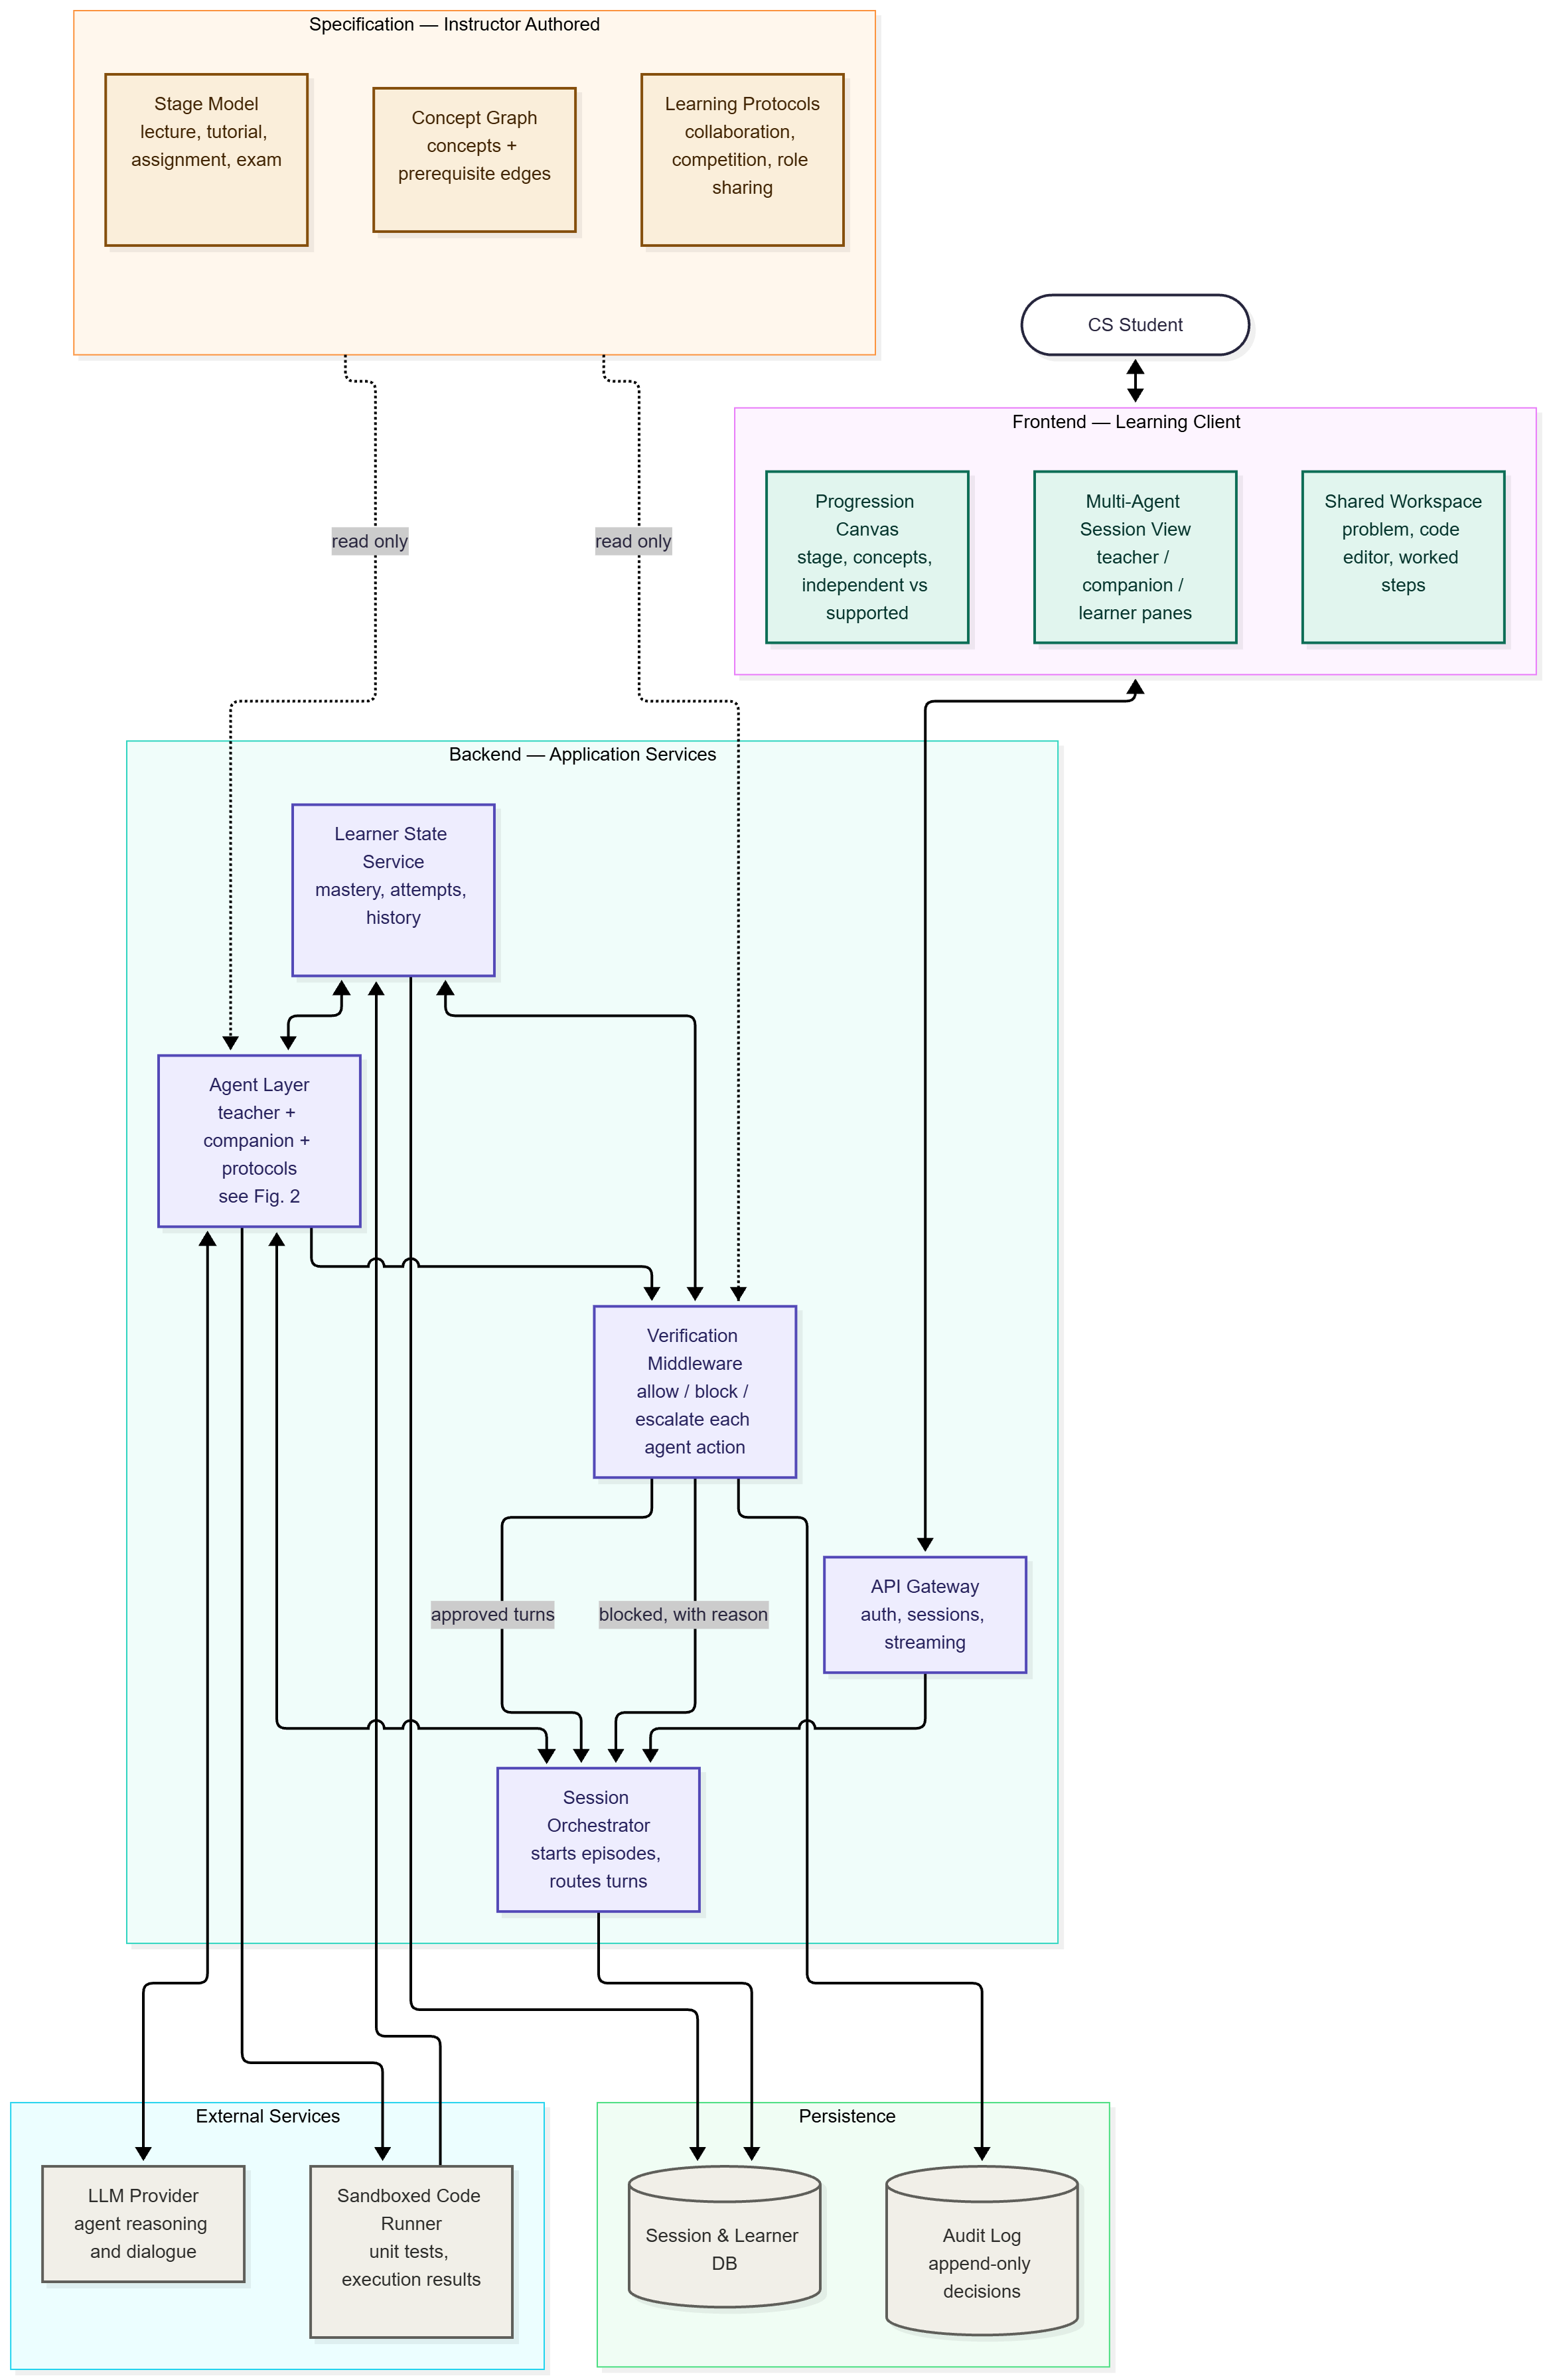 Specification — Instructor Authored
Stage Model
lecture, tutorial,
assignment, exam
Concept Graph
concepts +
prerequisite edges
Learning Protocols
collaboration,
competition, role
sharing
CS Student
Frontend — Learning Client
Progression
Canvas
stage, concepts,
independent vs
supported
Multi-Agent
Session View
teacher /
companion /
learner panes
Shared Workspace
problem, code
editor, worked
steps
read only
read only
Backend — Application Services
Learner State
Service
mastery, attempts,
history
Agent Layer
teacher +
companion +
protocols
see Fig. 2
Verification
Middleware
allow / block /
escalate each
agent action
approved turns
blocked, with reason
API Gateway
auth, sessions,
streaming
Session
Orchestrator
starts episodes,
routes turns
External Services
LLM Provider
agent reasoning
and dialogue
Sandboxed Code
Runner
unit tests,
execution results
Persistence
Session & Learner
DB
Audit Log
append-only
decisions